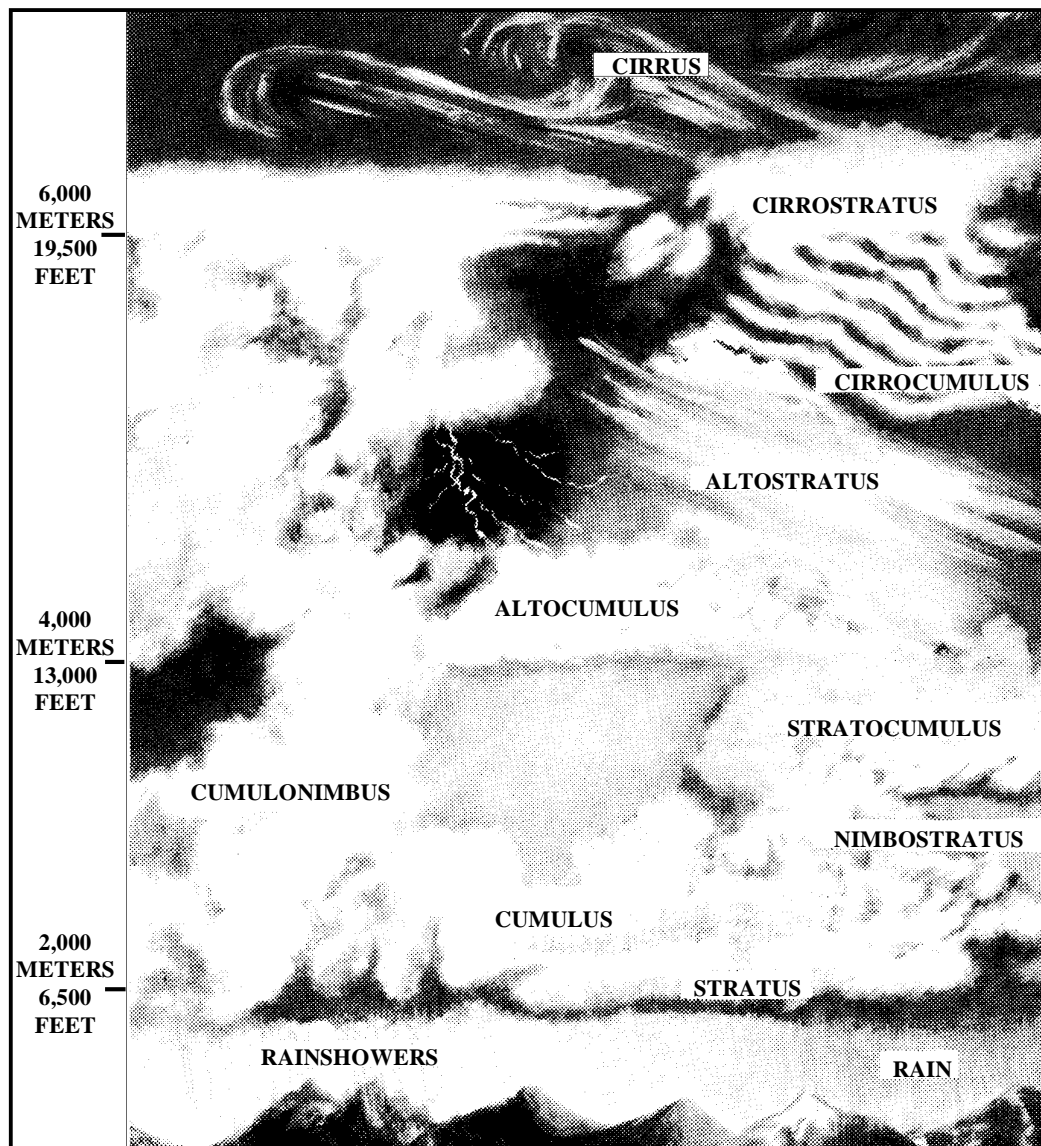 CIRRUS
6,000
METERS
19,500
FEET
CIRROSTRATUS
CIRROCUMULUS
ALTOSTRATUS
ALTOCUMULUS
4,000
METERS
13,000
FEET
STRATOCUMULUS
CUMULONIMBUS
NIMBOSTRATUS
CUMULUS
2,000
METERS
6,500
FEET
STRATUS
RAINSHOWERS
RAIN